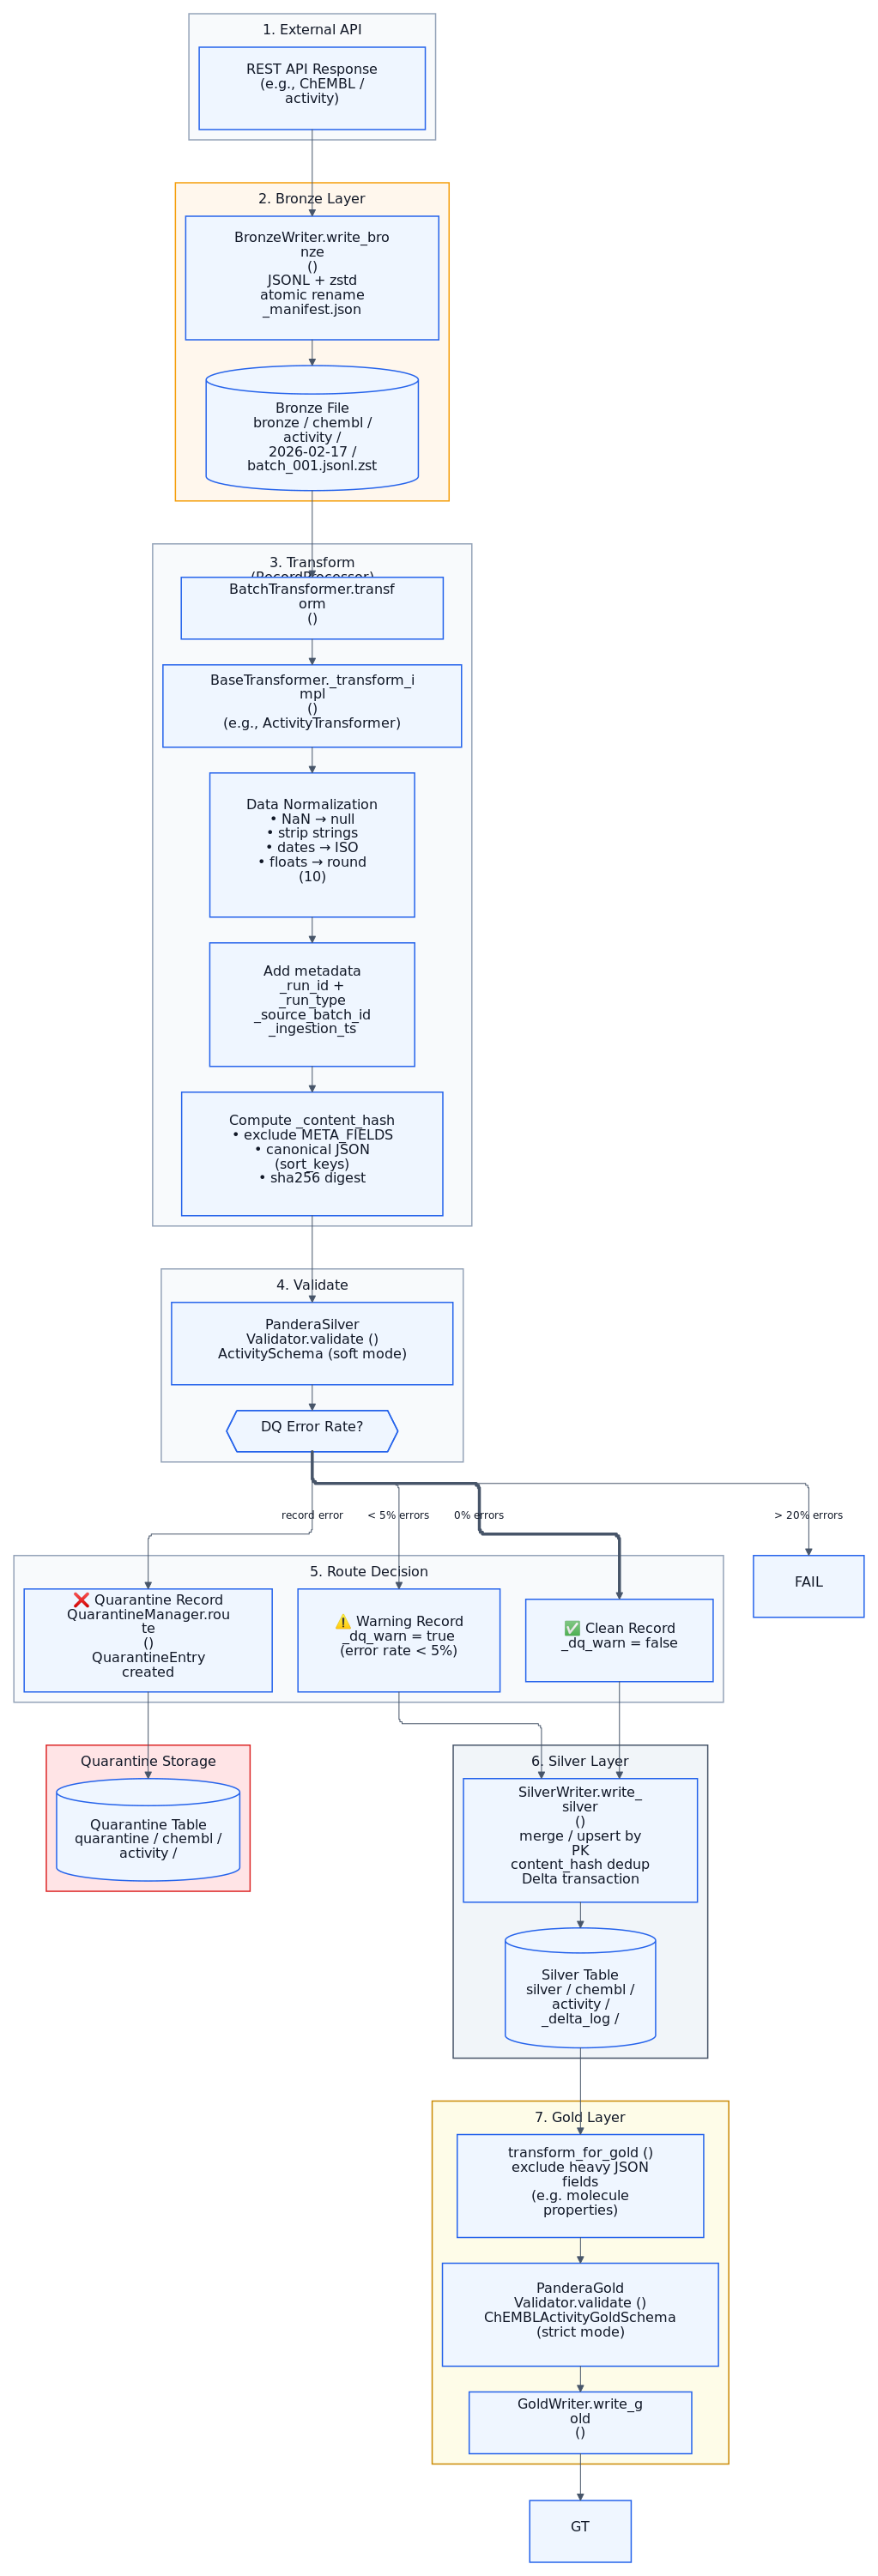 1. External API
REST API Response
(e.g., ChEMBL /
activity)
2. Bronze Layer
BronzeWriter.write_bro
nze
()
JSONL + zstd
atomic rename
_manifest.json
Bronze File
bronze / chembl /
activity /
2026-02-17 /
batch_001.jsonl.zst
3. Transform
(RecordProcessor)
BatchTransformer.transf
orm
()
BaseTransformer._transform_i
mpl
()
(e.g., ActivityTransformer)
Data Normalization
• NaN → null
• strip strings
• dates → ISO
• floats → round
(10)
Add metadata
_run_id +
_run_type
_source_batch_id
_ingestion_ts
Compute _content_hash
• exclude META_FIELDS
• canonical JSON
(sort_keys)
• sha256 digest
4. Validate
PanderaSilver
Validator.validate ()
ActivitySchema (soft mode)
DQ Error Rate?
record error
< 5% errors
0% errors
> 20% errors
5. Route Decision
❌ Quarantine Record
QuarantineManager.rou
te
()
QuarantineEntry
created
⚠️ Warning Record
_dq_warn = true
(error rate < 5%)
✅ Clean Record
_dq_warn = false
FAIL
Quarantine Storage
Quarantine Table
quarantine / chembl /
activity /
6. Silver Layer
SilverWriter.write_
silver
()
merge / upsert by
PK
content_hash dedup
Delta transaction
Silver Table
silver / chembl /
activity /
_delta_log /
7. Gold Layer
transform_for_gold ()
exclude heavy JSON
fields
(e.g. molecule
properties)
PanderaGold
Validator.validate ()
ChEMBLActivityGoldSchema
(strict mode)
GoldWriter.write_g
old
()
GT